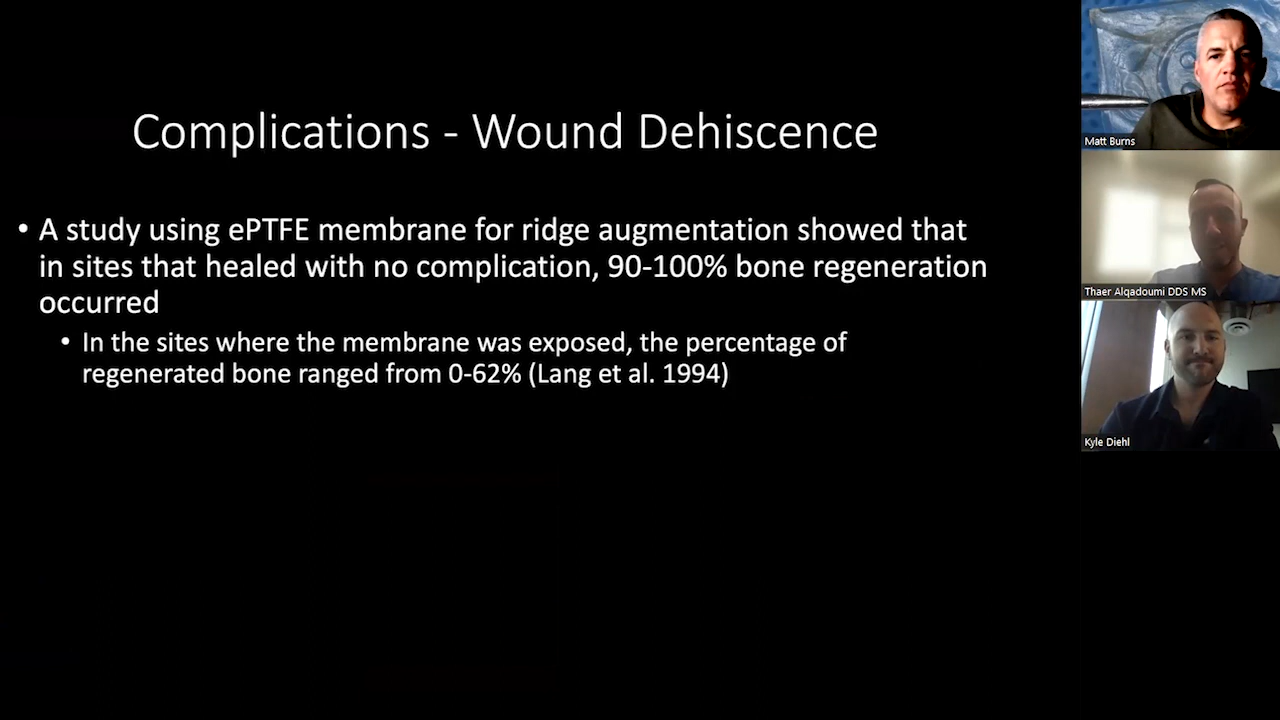 Complications - Wound Dehiscence
• A study using ePTFE membrane for ridge augmentation showed that
in sites that healed with no complication, 90-100% bone regeneration
occurred
• In the sites where the membrane was exposed, the percentage of
regenerated bone ranged from 0-62% (Lang et al. 1994)
Matt Burns
Thaer Alqadoumi DDS MS
Kyle Diehl